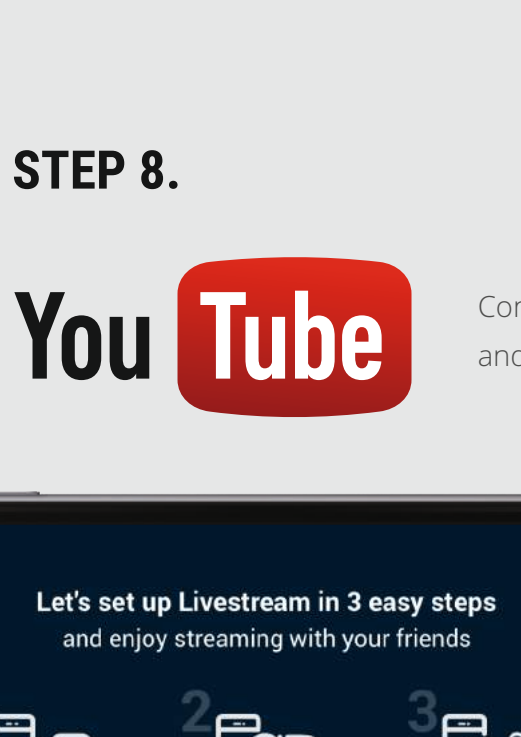 STEP 8.
YouTube
and
Let's set up Livestream in 3 easy steps
and enjoy streaming with your friends
2
3